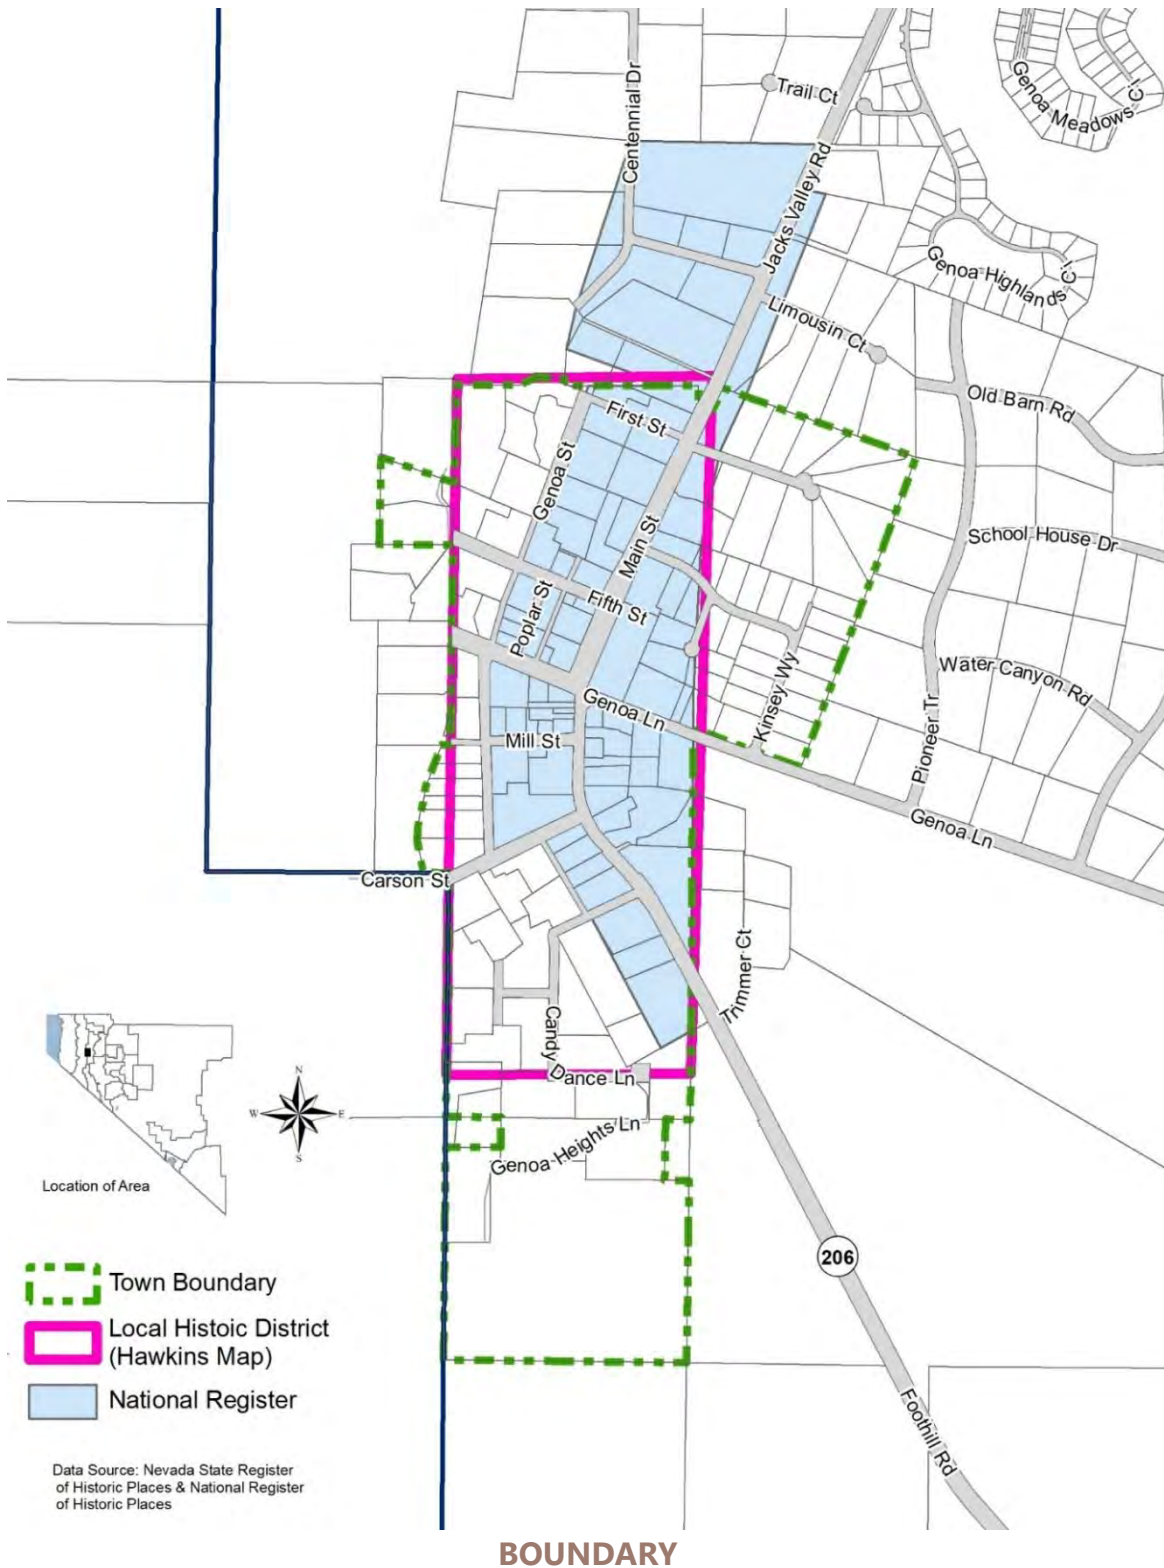 Centennial Dr
Trail Ct
Genoa Meadows Cl
Jacks Valley Rd
Genoa Highlands Cl
Limousin Ct
Old Barn Rd
First St
Genoa St
Main St
School House Dr
Fifth St
Poplar St
Water Canyon Rd
Kinsey Wy
Genoa Ln
Pioneer Tr
Mill St
Genoa Ln
Carson St
Trimmer Ct
Candy Dance Ln
N
W
E
S
Genoa Heights Ln
Location of Area
206
Town Boundary
Local Histoic District
(Hawkins Map)
National Register
Foothill Rd
Data Source: Nevada State Register
of Historic Places & National Register
of Historic Places
BOUNDARY